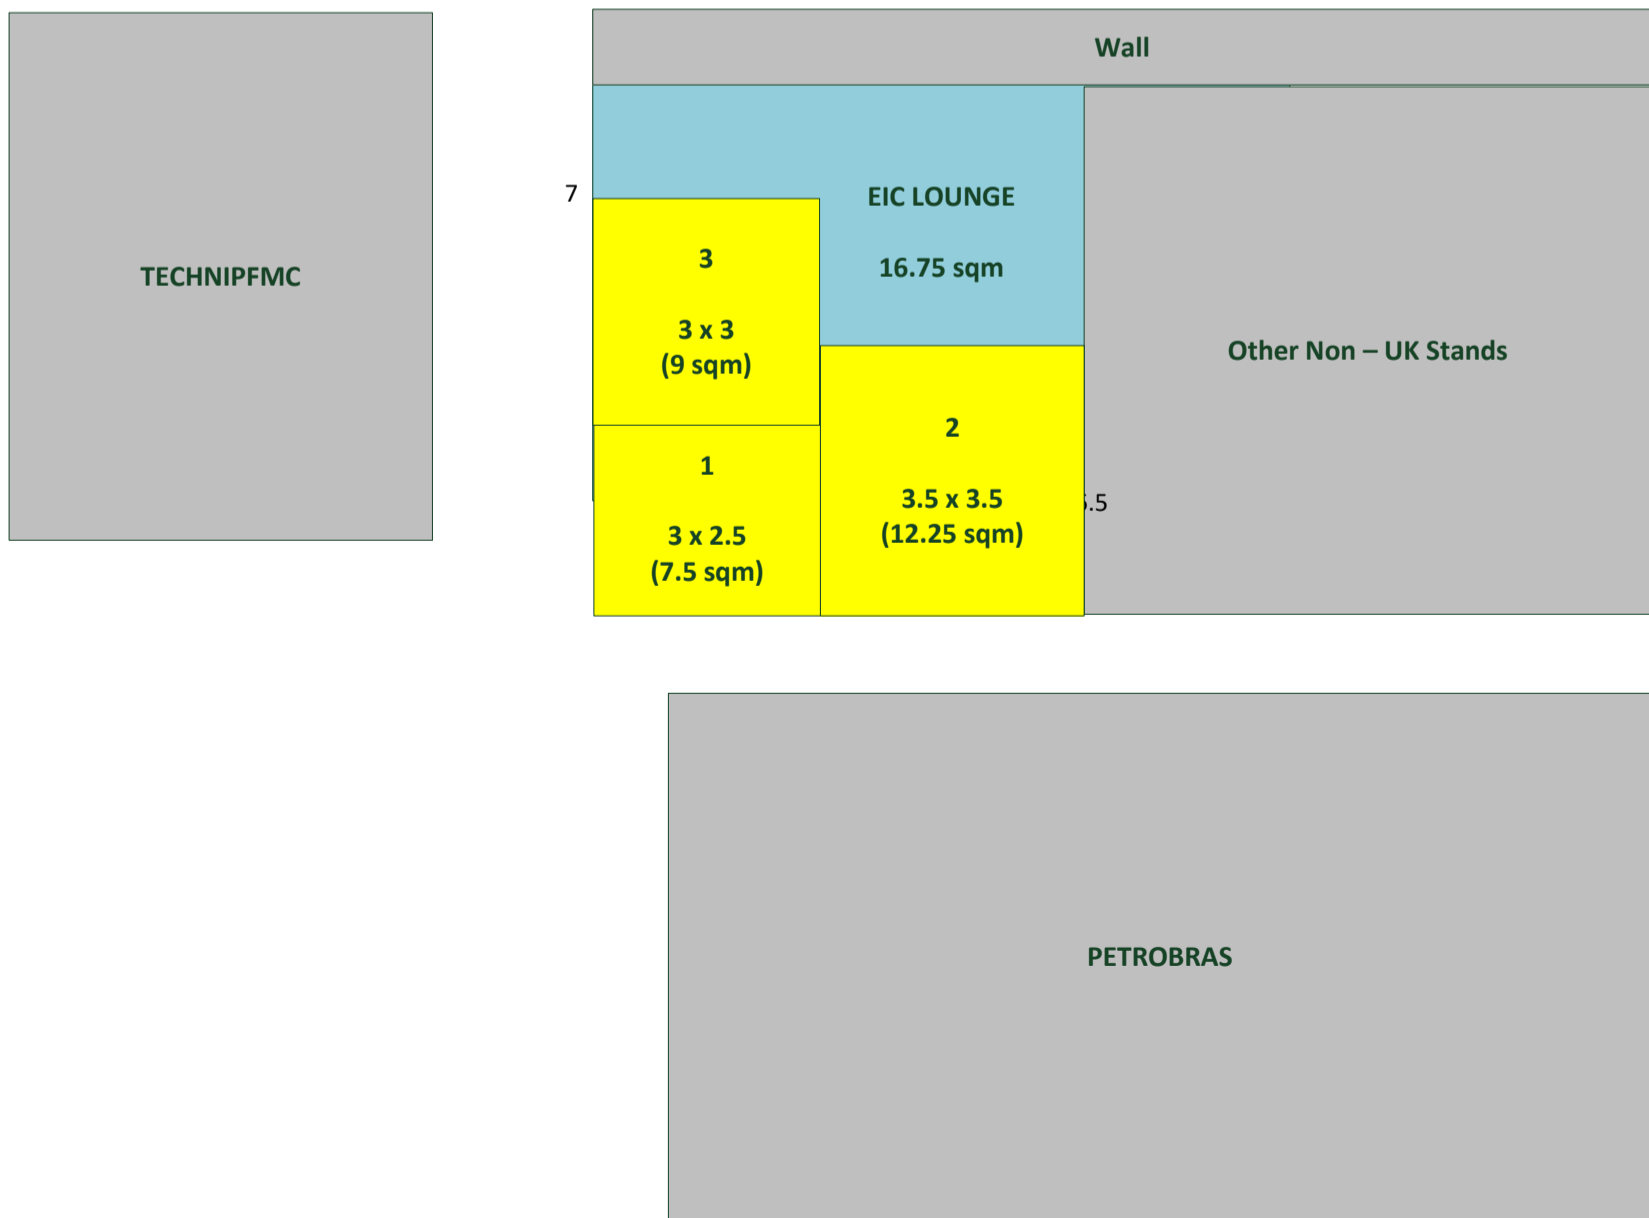 Wall
7
EIC LOUNGE
16.75 sqm
TECHNIPFMC
3
3 x 3
(9 sqm)
Other Non – UK Stands
1
3 x 2.5
(7.5 sqm)
2
3.5 x 3.5
(12.25 sqm)
PETROBRAS